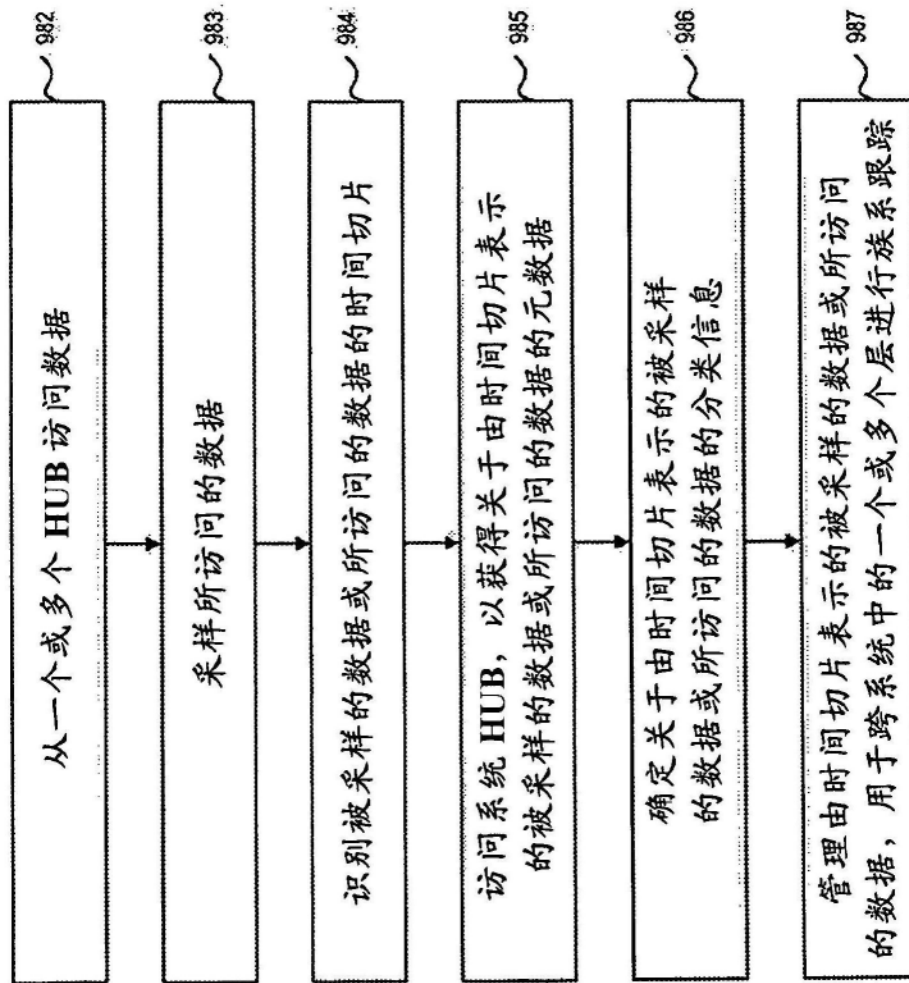 从一个或多个 HUB 访问数据
982
采样所访问的数据
983
识别被采样的数据或所访问的数据的时间切片
984
访问系统 HUB，以获得关于由时间切片表示
的被采样的数据或所访问的数据的元数据
985
确定关于由时间切片表示的被采样
的数据或所访问的数据的分类信息
986
管理由时间切片表示的被采样的数据或所访问
的数据，用于跨系统中的一个或多个层进行族系跟踪
987